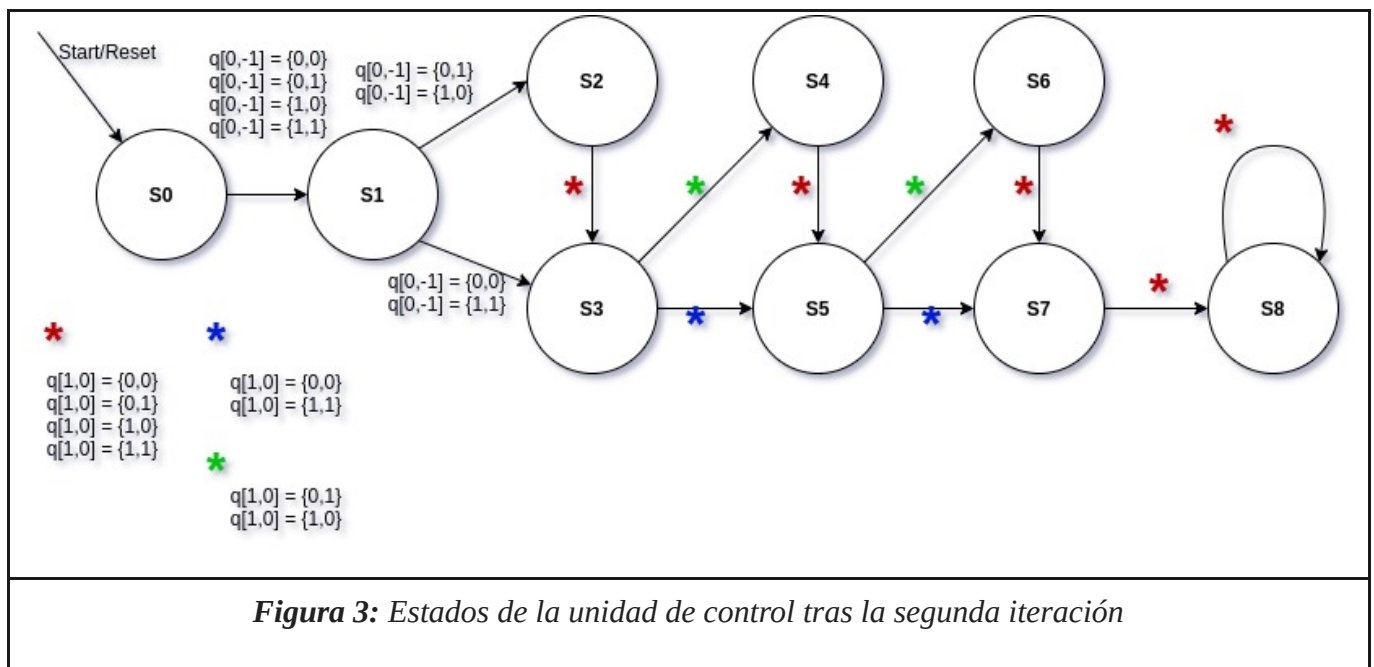 Start/Reset
q[0,-1] = {0,0}
q[0,-1] = {0,1}
q[0,-1] = {1,0}
q[0,-1] = {1,1}
q[0,-1] = {0,1}
q[0,-1] = {1,0}
S2
S4
S6
*
S0
S1
*
*
*
*
*
q[0,-1] = {0,0}
q[0,-1] = {1,1}
S3
*
S5
*
S7
*
S8
*
q[1,0] = {0,0}
q[1,0] = {0,1}
q[1,0] = {1,0}
q[1,0] = {1,1}
*
q[1,0] = {0,0}
q[1,0] = {1,1}
*
q[1,0] = {0,1}
q[1,0] = {1,0}
Figura 3: Estados de la unidad de control tras la segunda iteración